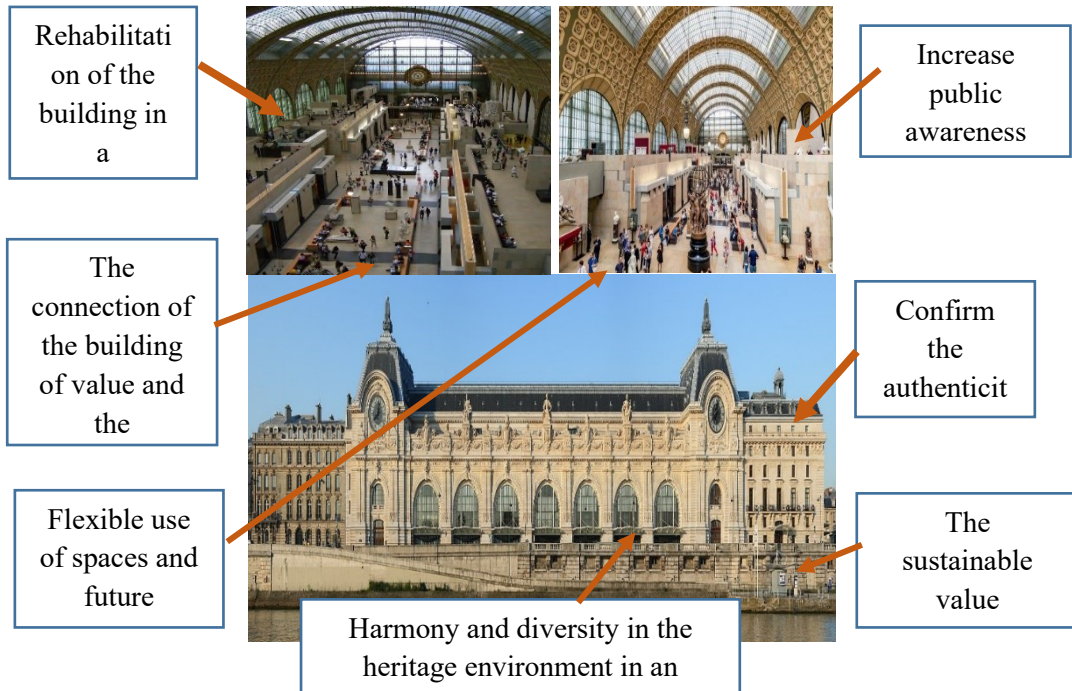 Rehabilitati
on of the
building in
a
Increase
public
awareness
The
connection of
the building
of value and
the
Confirm
the
authenticit
Flexible use
of spaces and
future
The
sustainable
value
Harmony and diversity in the
heritage environment in an